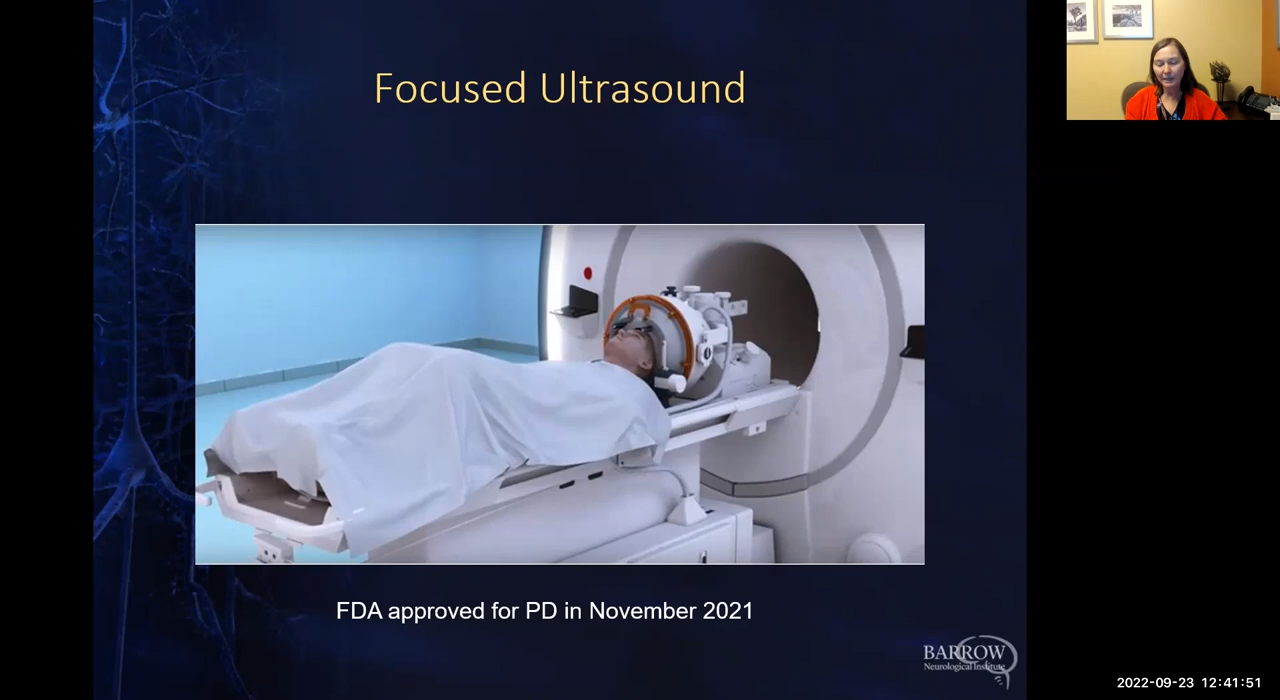 Focused Ultrasound
FDA approved for PD in November 2021
BARROW
Neurological Institute
2022-09-23 12:41:51